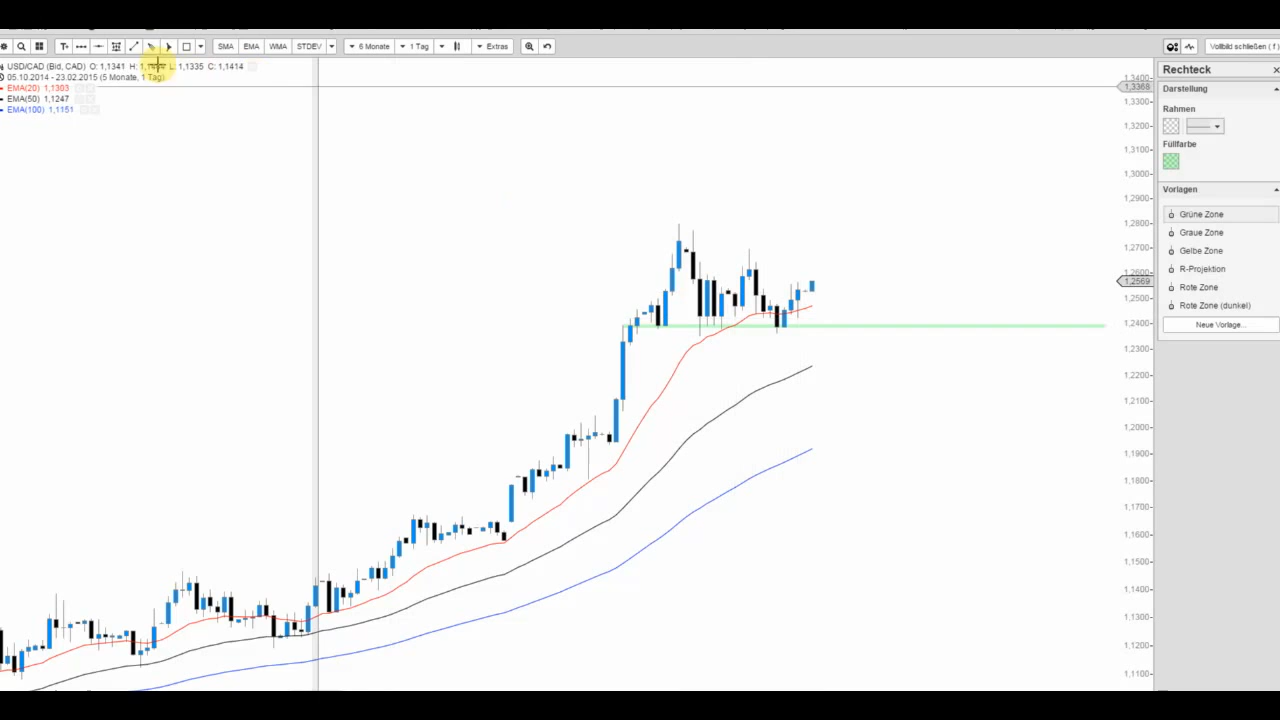 SMA EMA WMA STDEV 6 Monate 1 Tag Extras Vollbild schließen (
USD/CAD (Bid, CAD) O: 1,1341 H: L: 1,1335 C: 1,1414
05.10.2014 - 23.02.2015 (5 Monate, 1 Tag)
EMA(20) 1,1303
EMA(50) 1,1247
EMA(100) 1,1151
1,3400
1,3368
1,3300
1,3200
1,3100
1,3000
1,2900
1,2800
1,2700
1,2600
1,2569
1,2500
1,2400
1,2300
1,2200
1,2100
1,2000
1,1900
1,1800
1,1700
1,1600
1,1500
1,1400
1,1300
1,1200
1,1100
Rechteck
Darstellung
Rahmen
Füllfarbe
Vorlagen
Grüne Zone
Graue Zone
Gelbe Zone
R-Projektion
Rote Zone
Rote Zone (dunkel)
Neue Vorlage...